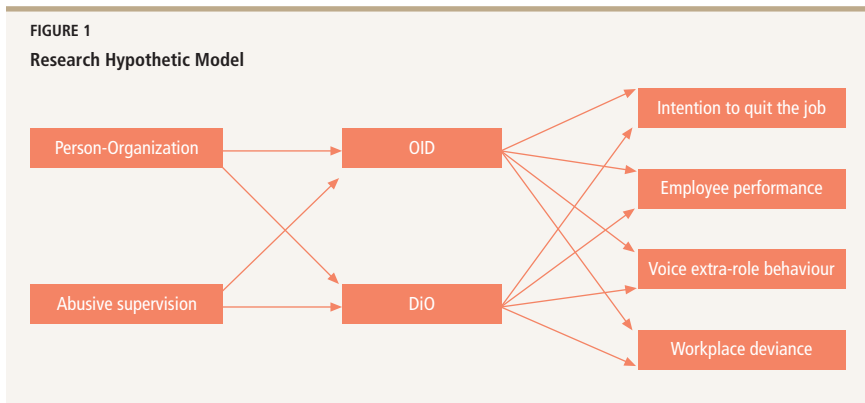 FIGURE 1
Research Hypothetic Model
Person-Organization
Abusive supervision
OID
DiO
Intention to quit the job
Employee performance
Voice extra-role behaviour
Workplace deviance